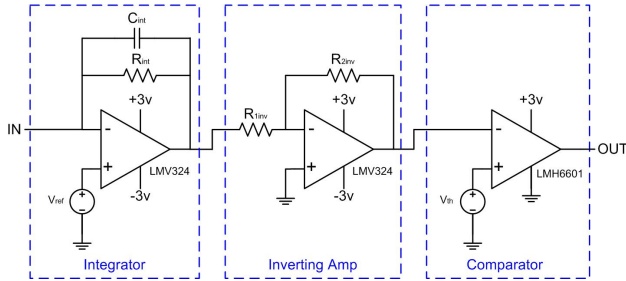 Cint
Rint
+3v
IN
-
+
LMV324
Vref
+
-
-3v
Integrator
R1inv
R2inv
+3v
-
+
LMV324
-3v
Inverting Amp
+3v
-
+
OUT
LMH6601
Vth
+
-
Comparator